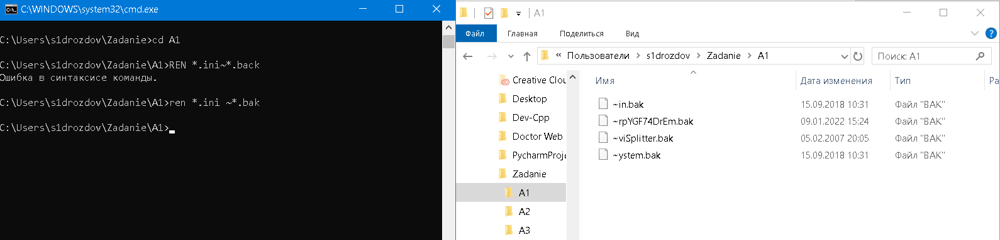 C:\WINDOWS\system32\cmd.exe
C:\Users\s1drozdov\Zadanie>cd A1
C:\Users\s1drozdov\Zadanie\A1>REN *.ini~*.back
Ошибка в синтаксисе команды.
C:\Users\s1drozdov\Zadanie\A1>ren *.ini ~*.bak
C:\Users\s1drozdov\Zadanie\A1>
A1
Файл Главная Поделиться Вид
« Пользователи > s1drozdov > Zadanie > A1
Поиск: A1
Creative Clou
Desktop
Dev-Cpp
Doctor Web
PycharmProje
Zadanie
A1
A2
A3
Имя Дата изменения Тип Ра
~in.bak 15.09.2018 10:31 Файл "BAK"
~rpYGF74DrEm.bak 09.01.2022 15:24 Файл "BAK"
~viSplitter.bak 05.02.2007 20:05 Файл "BAK"
~ystem.bak 15.09.2018 10:31 Файл "BAK"